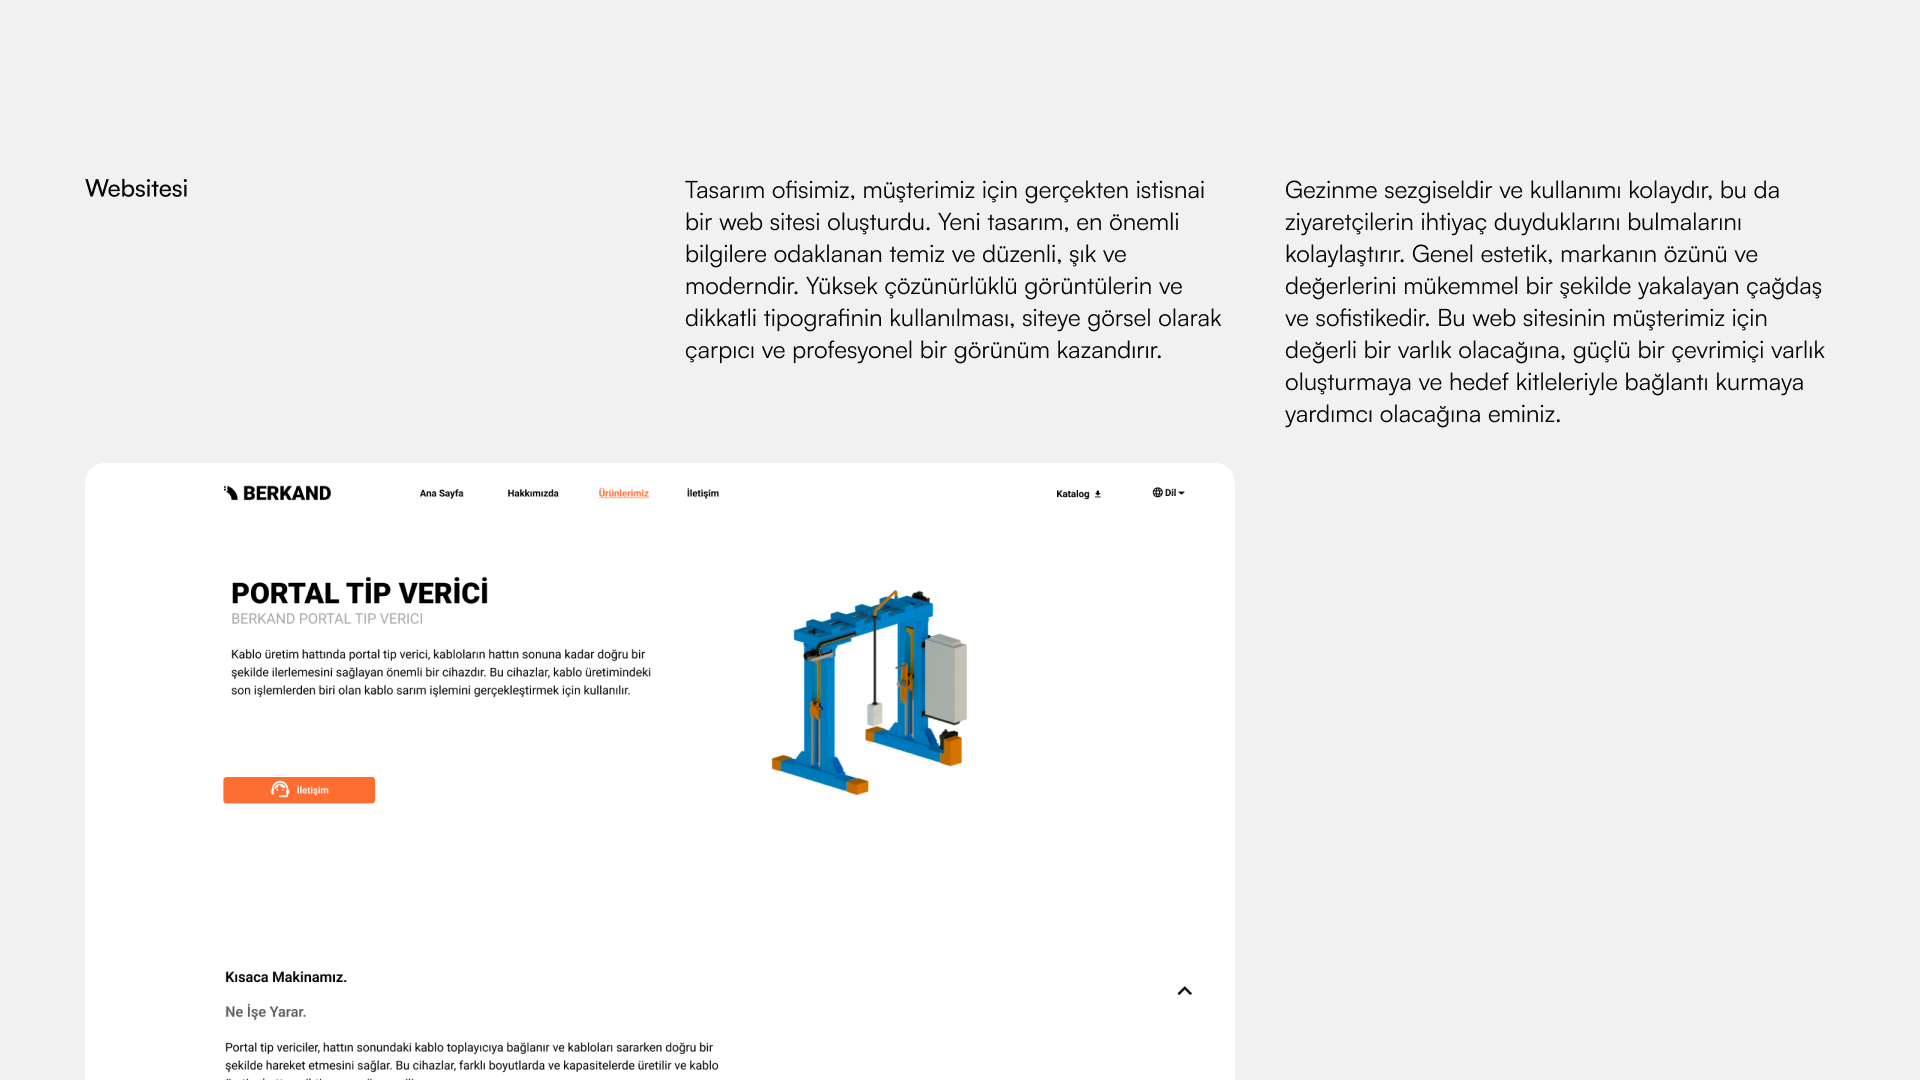 Websitesi
Tasarım ofisimiz, müşterimiz için gerçekten istisnai
bir web sitesi oluşturdu. Yeni tasarım, en önemli
bilgilere odaklanan temiz ve düzenli, şık ve
moderndir. Yüksek çözünürlüklü görüntülerin ve
dikkatli tipografinin kullanılması, siteye görsel olarak
çarpıcı ve profesyonel bir görünüm kazandırır.
Gezinme sezgiseldir ve kullanımı kolaydır, bu da
ziyaretçilerin ihtiyaç duyduklarını bulmalarını
kolaylaştırır. Genel estetik, markanın özünü ve
değerlerini mükemmel bir şekilde yakalayan çağdaş
ve sofistikedir. Bu web sitesinin müşterimiz için
değerli bir varlık olacağına, güçlü bir çevrimiçi varlık
oluşturmaya ve hedef kitleleriyle bağlantı kurmaya
yardımcı olacağına eminiz.
BERKAND
Ana Sayfa
Hakkımızda
Ürünlerimiz
İletişim
Katalog
Dil
PORTAL TİP VERİCİ
BERKAND PORTAL TIP VERICI
Kablo üretim hattında portal tip verici, kabloların hattın sonuna kadar doğru bir
şekilde ilerlemesini sağlayan önemli bir cihazdır. Bu cihazlar, kablo üretimindeki
son işlemlerden biri olan kablo sarım işlemini gerçekleştirmek için kullanılır.
İletişim
Kısaca Makinamız.
Ne İşe Yarar.
Portal tip vericiler, hattın sonundaki kablo toplayıcıya bağlanır ve kabloları sararken doğru bir
şekilde hareket etmesini sağlar. Bu cihazlar, farklı boyutlarda ve kapasitelerde üretilir ve kablo